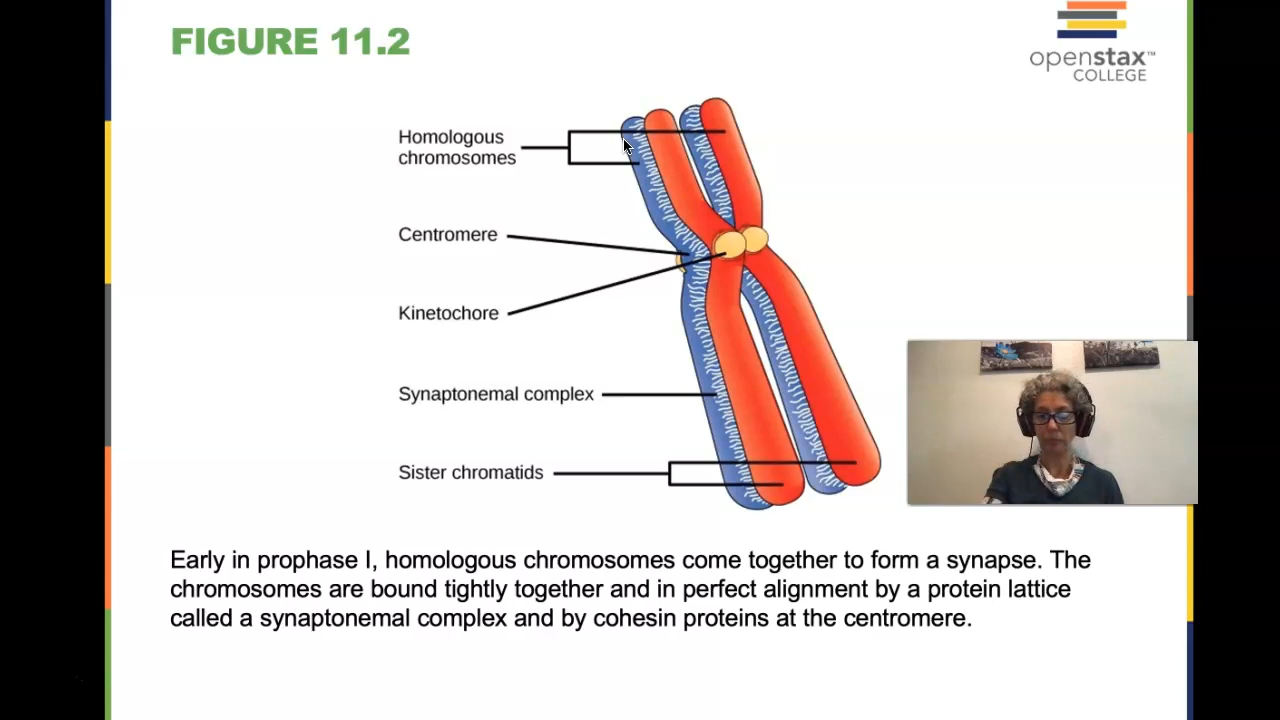 FIGURE 11.2
openstax™
COLLEGE
Homologous
chromosomes
Centromere
Kinetochore
Synaptonemal complex
Sister chromatids
Early in prophase I, homologous chromosomes come together to form a synapse. The
chromosomes are bound tightly together and in perfect alignment by a protein lattice
called a synaptonemal complex and by cohesin proteins at the centromere.